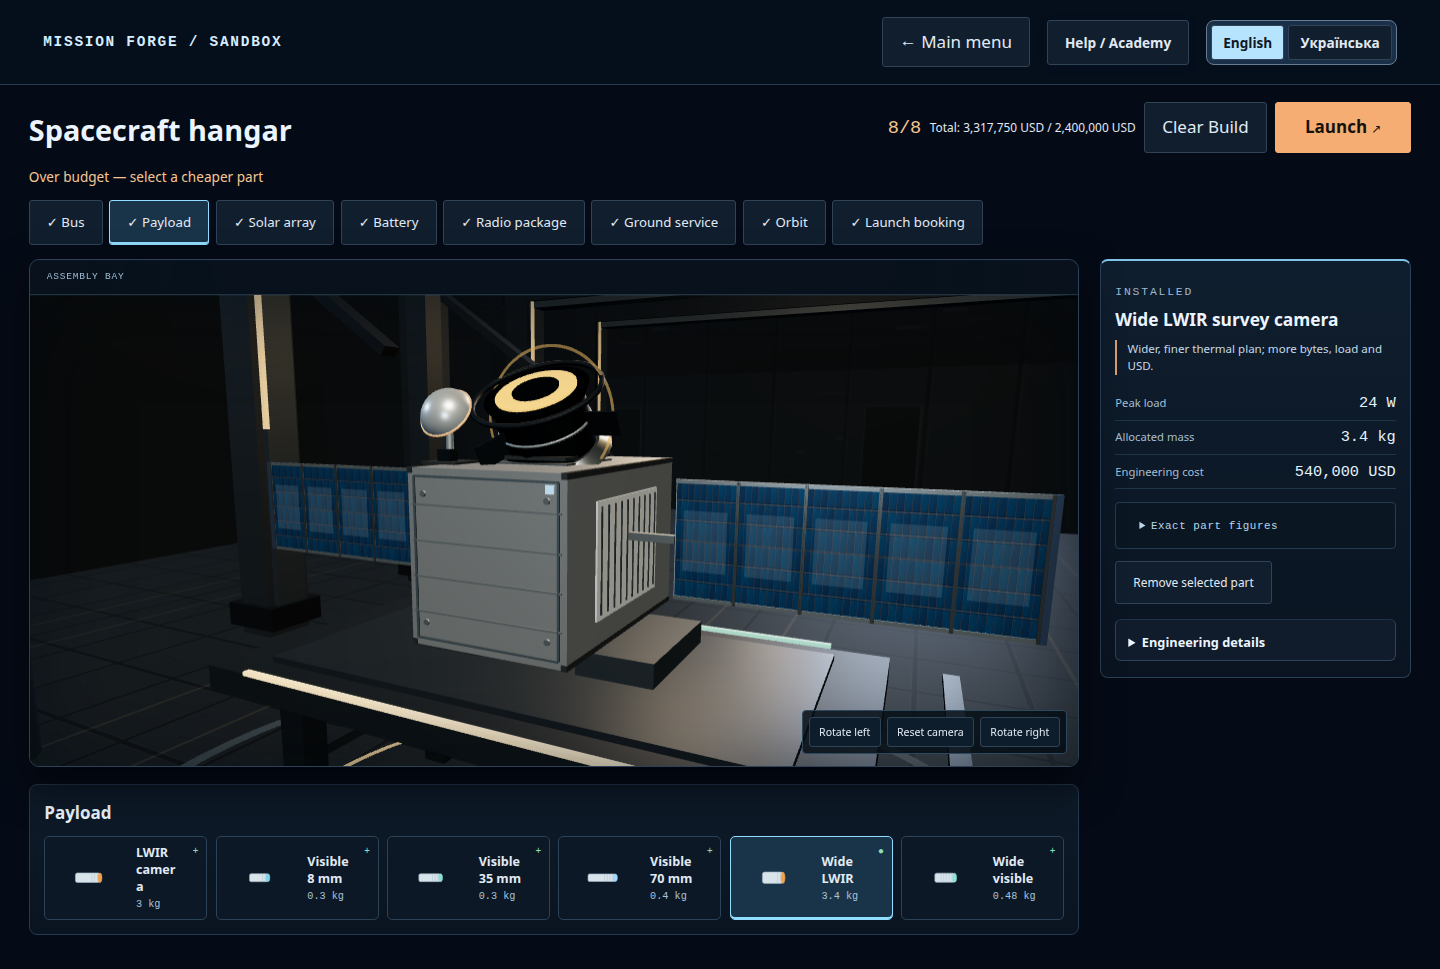 MISSION FORGE / SANDBOX
← Main menu
Help / Academy
English
Українська
Spacecraft hangar
8/8 Total: 3,317,750 USD / 2,400,000 USD
Clear Build
Launch ↗
Over budget — select a cheaper part
✓ Bus
✓ Payload
✓ Solar array
✓ Battery
✓ Radio package
✓ Ground service
✓ Orbit
✓ Launch booking
ASSEMBLY BAY
Rotate left
Reset camera
Rotate right
INSTALLED
Wide LWIR survey camera
Wider, finer thermal plan; more bytes, load and
USD.
Peak load 24 W
Allocated mass 3.4 kg
Engineering cost 540,000 USD
▶ Exact part figures
Remove selected part
▶ Engineering details
Payload
LWIR
camer
a
3 kg
+
Visible
8 mm
0.3 kg
+
Visible
35 mm
0.3 kg
+
Visible
70 mm
0.4 kg
+
Wide
LWIR
3.4 kg
●
Wide
visible
0.48 kg
+